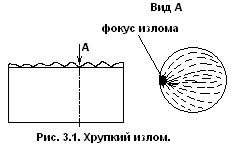 Вид А
фокус излома
А
Рис. 3.1. Хрупкий излом.